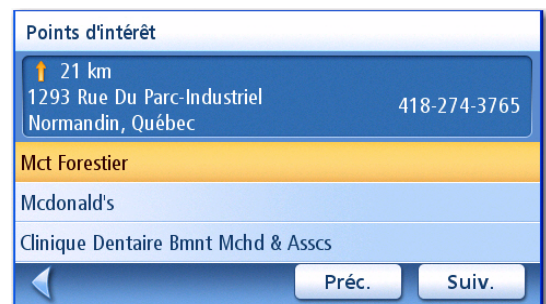 Points d'intérêt
21 km
1293 Rue Du Parc-Industriel
418-274-3765
Normandin, Québec
Mct Forestier
Mcdonald's
Clinique Dentaire Bmnt Mchd & Asscs
Préc.
Suiv.